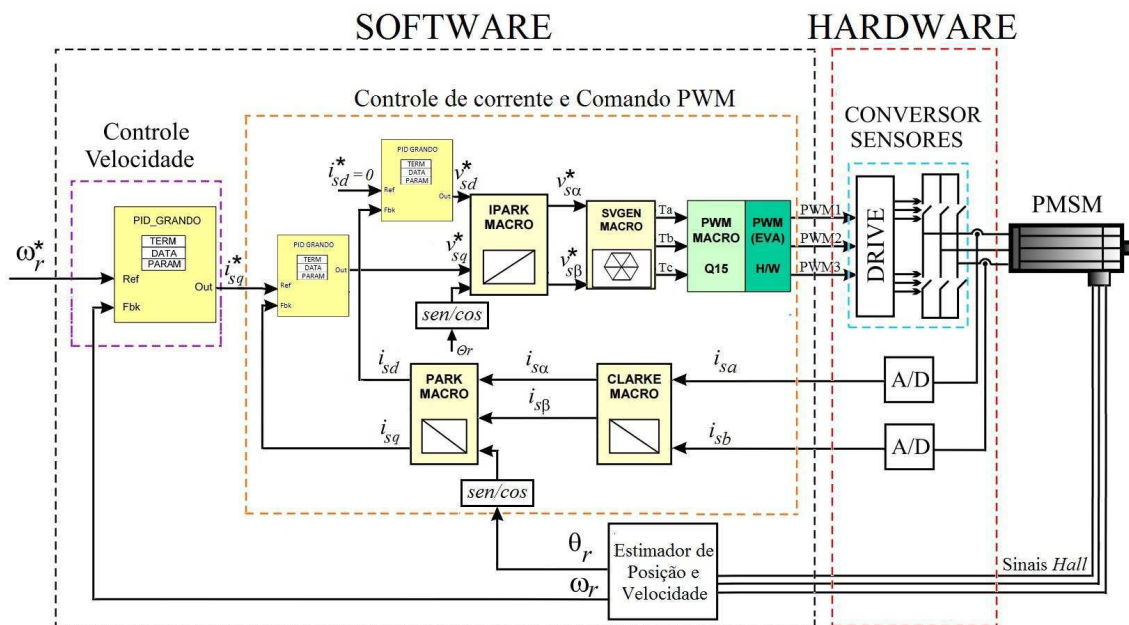 SOFTWARE
HARDWARE
Controle de corrente e Comando PWM
Controle
Velocidade
CONVERSOR
SENSORES
PMSM
PID_GRANDO
TERM
DATA
PARAM
Ref
Fbk
Out
ω*r
i*sq
PID GRANDO
TERM
DATA
PARAM
Ref
Fbk
Out
i*sd = 0
PID GRANDO
TERM
DATA
PARAM
Ref
Fbk
Out
v*sd
v*sq
IPARK
MACRO
v*sα
v*sβ
SVGEN
MACRO
Ta
Tb
Tc
PWM
MACRO
Q15
PWM
(EVA)
H/W
PWM1
PWM2
PWM3
DRIVE
sen/cos
Θr
isd
isq
PARK
MACRO
isα
isβ
CLARKE
MACRO
isa
isb
A/D
A/D
sen/cos
θr
ωr
Estimador de
Posição e
Velocidade
Sinais Hall